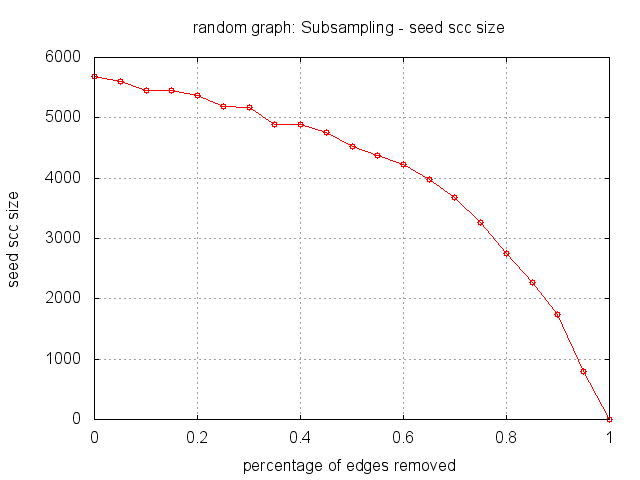 random graph: Subsampling - seed scc size
6000
5000
4000
3000
2000
1000
0
seed scc size
0 0.2 0.4 0.6 0.8 1
percentage of edges removed